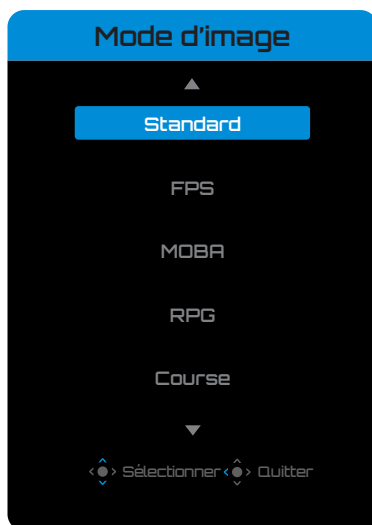 Mode d'image
Standard
FPS
MOBA
RPG
Course
Sélectionner Quitter